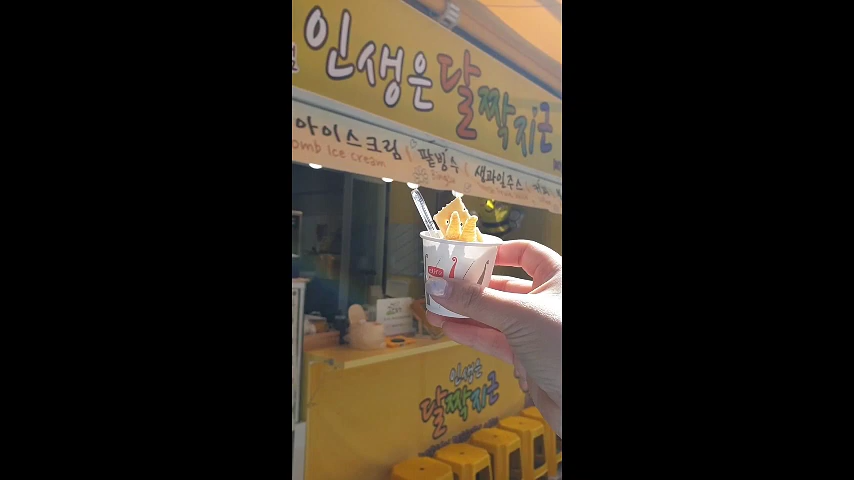 인생은달짝지근
아이스크림 팥빙수 생과일주스
omb Ice cream
인생은
달짝지근